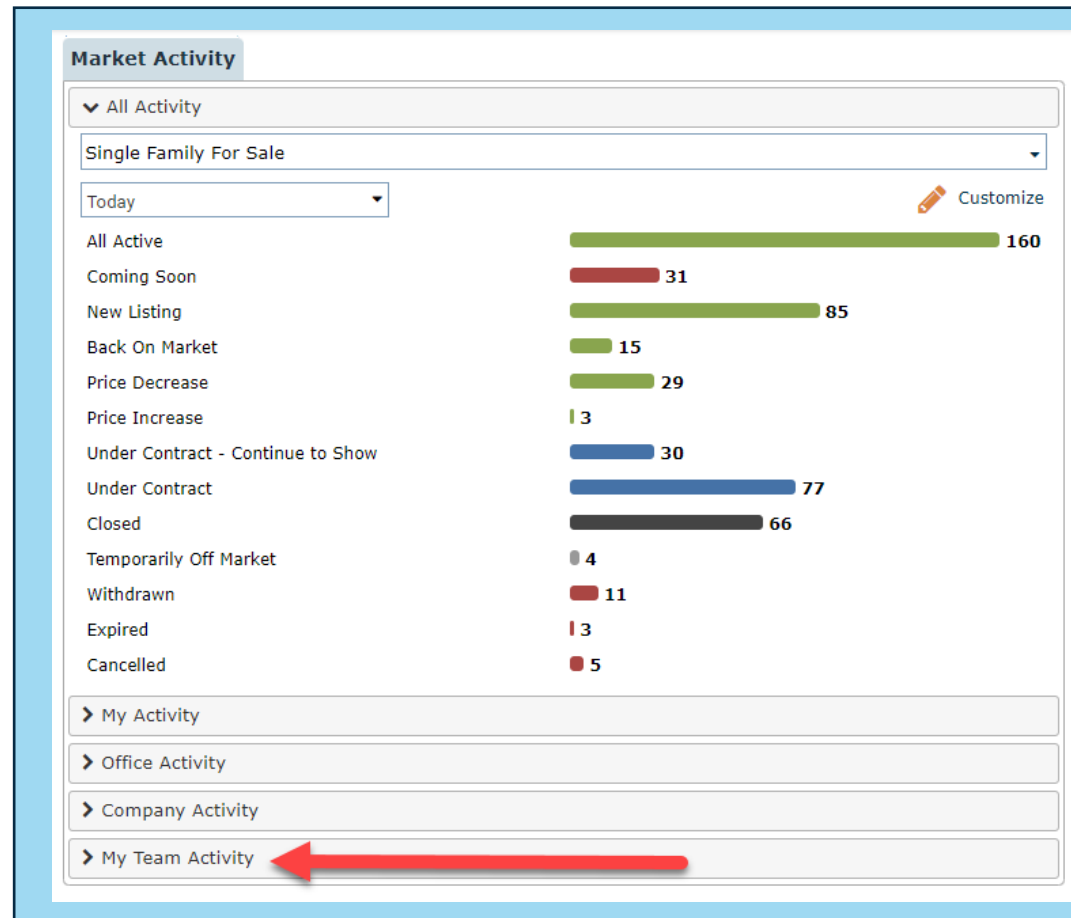 Market Activity
All Activity
Single Family For Sale
Today
Customize
All Active 160
Coming Soon 31
New Listing 85
Back On Market 15
Price Decrease 29
Price Increase 3
Under Contract - Continue to Show 30
Under Contract 77
Closed 66
Temporarily Off Market 4
Withdrawn 11
Expired 3
Cancelled 5
My Activity
Office Activity
Company Activity
My Team Activity